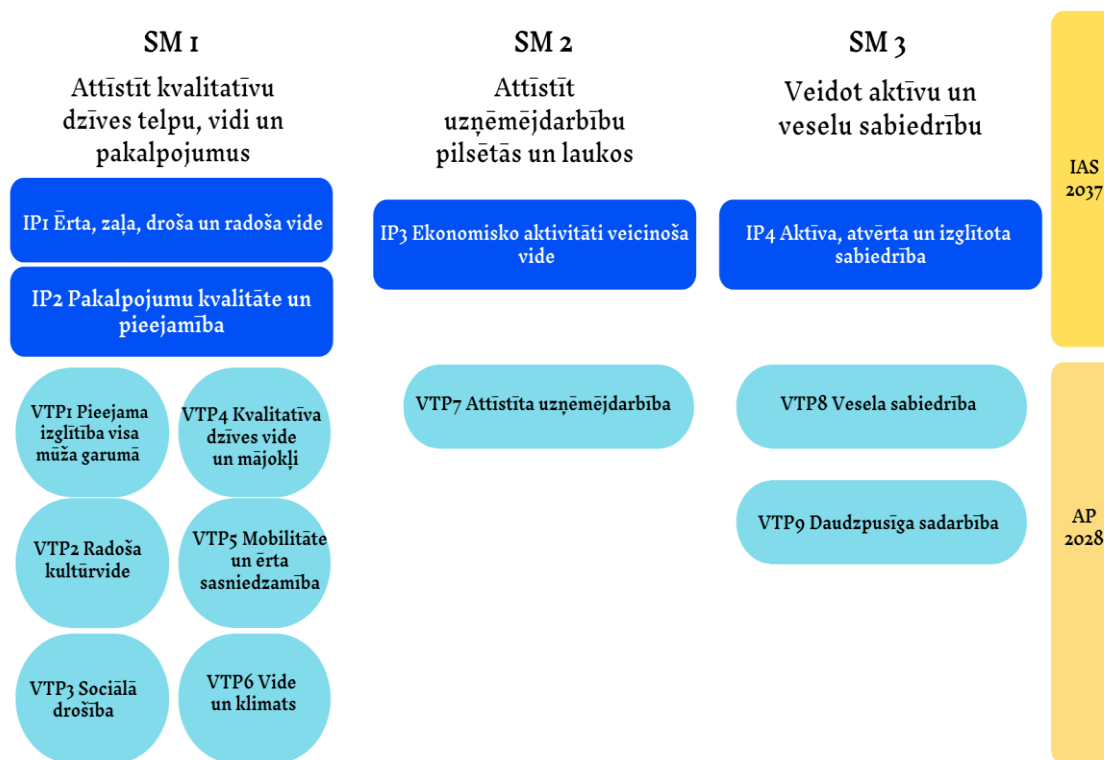 SM 1
Attīstīt kvalitatīvu
dzīves telpu, vidi un
pakalpojumus
IP1 Ērta, zaļa, droša un radoša vide
IP2 Pakalpojumu kvalitāte un
pieejamība
VTP1 Pieejama
izglītība visa
mūža garumā
VTP4 Kvalitatīva
dzīves vide
un mājokļi
VTP2 Radoša
kultūrvide
VTP5 Mobilitāte
un ērta
sasniedzamība
VTP3 Sociālā
drošība
VTP6 Vide
un klimats
SM 2
Attīstīt
uzņēmējdarbību
pilsētās un laukos
IP3 Ekonomisko aktivitāti veicinoša
vide
VTP7 Attīstīta uzņēmējdarbība
SM 3
Veidot aktīvu un
veselu sabiedrību
IP4 Aktīva, atvērta un izglītota
sabiedrība
VTP8 Vesela sabiedrība
VTP9 Daudzpusīga sadarbība
IAS
2037
AP
2028